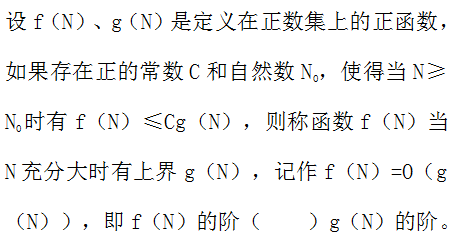 设 f（N）、g（N）是定义在正数集上的正函数，
如果存在正的常数 C 和自然数 N₀，使得当 N≥
N₀时有 f（N）≤Cg（N），则称函数 f（N）当
N 充分大时有上界 g（N），记作 f（N）=O（g
（N）），即 f（N）的阶（　　）g（N）的阶。